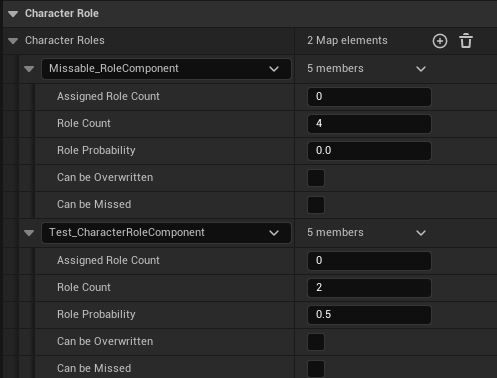 Character Role
Character Roles 2 Map elements
Missable_RoleComponent 5 members
Assigned Role Count 0
Role Count 4
Role Probability 0.0
Can be Overwritten
Can be Missed
Test_CharacterRoleComponent 5 members
Assigned Role Count 0
Role Count 2
Role Probability 0.5
Can be Overwritten
Can be Missed